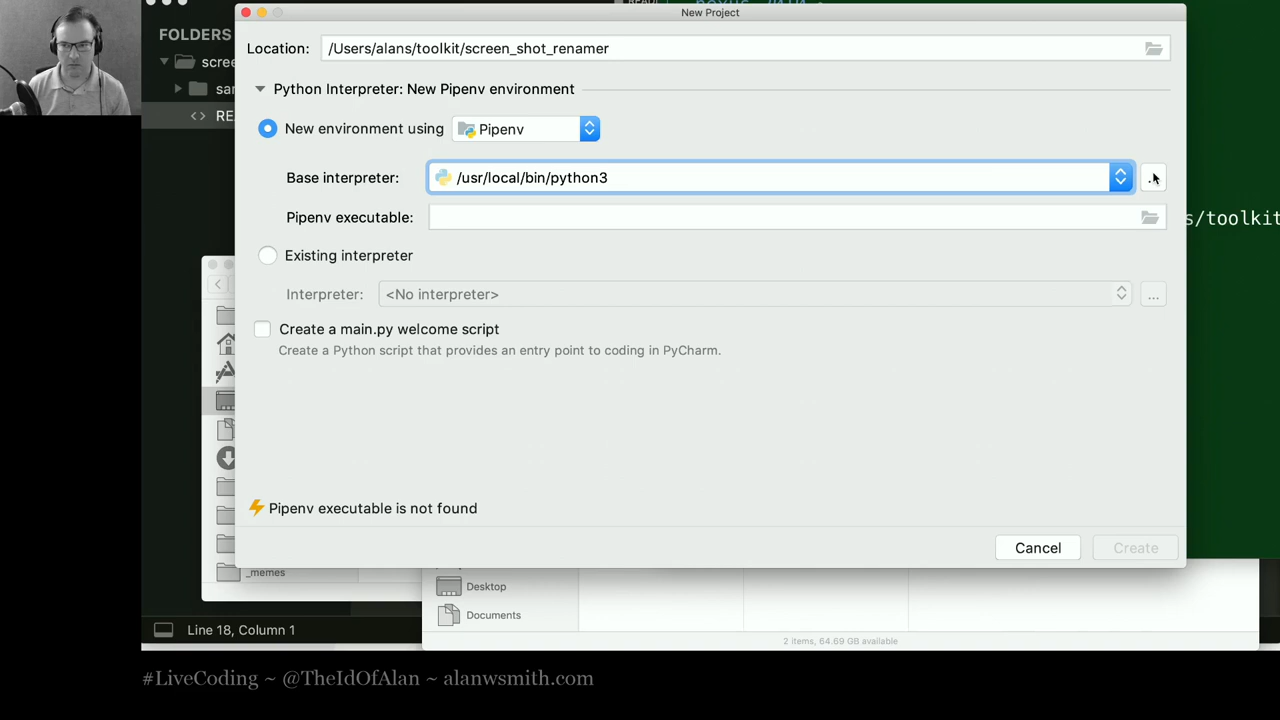 New Project
FOLDERS
Location: /Users/alans/toolkit/screen_shot_renamer
scree
Python Interpreter: New Pipenv environment
sar
<> RE
New environment using Pipenv
Base interpreter: /usr/local/bin/python3
Pipenv executable:
s/toolkit
Existing interpreter
Interpreter: <No interpreter> ...
Create a main.py welcome script
Create a Python script that provides an entry point to coding in PyCharm.
Pipenv executable is not found
Cancel Create
_memes
Desktop
Documents
Line 18, Column 1
2 items, 64.69 GB available
#LiveCoding ~ @TheIdOfAlan ~ alanwsmith.com